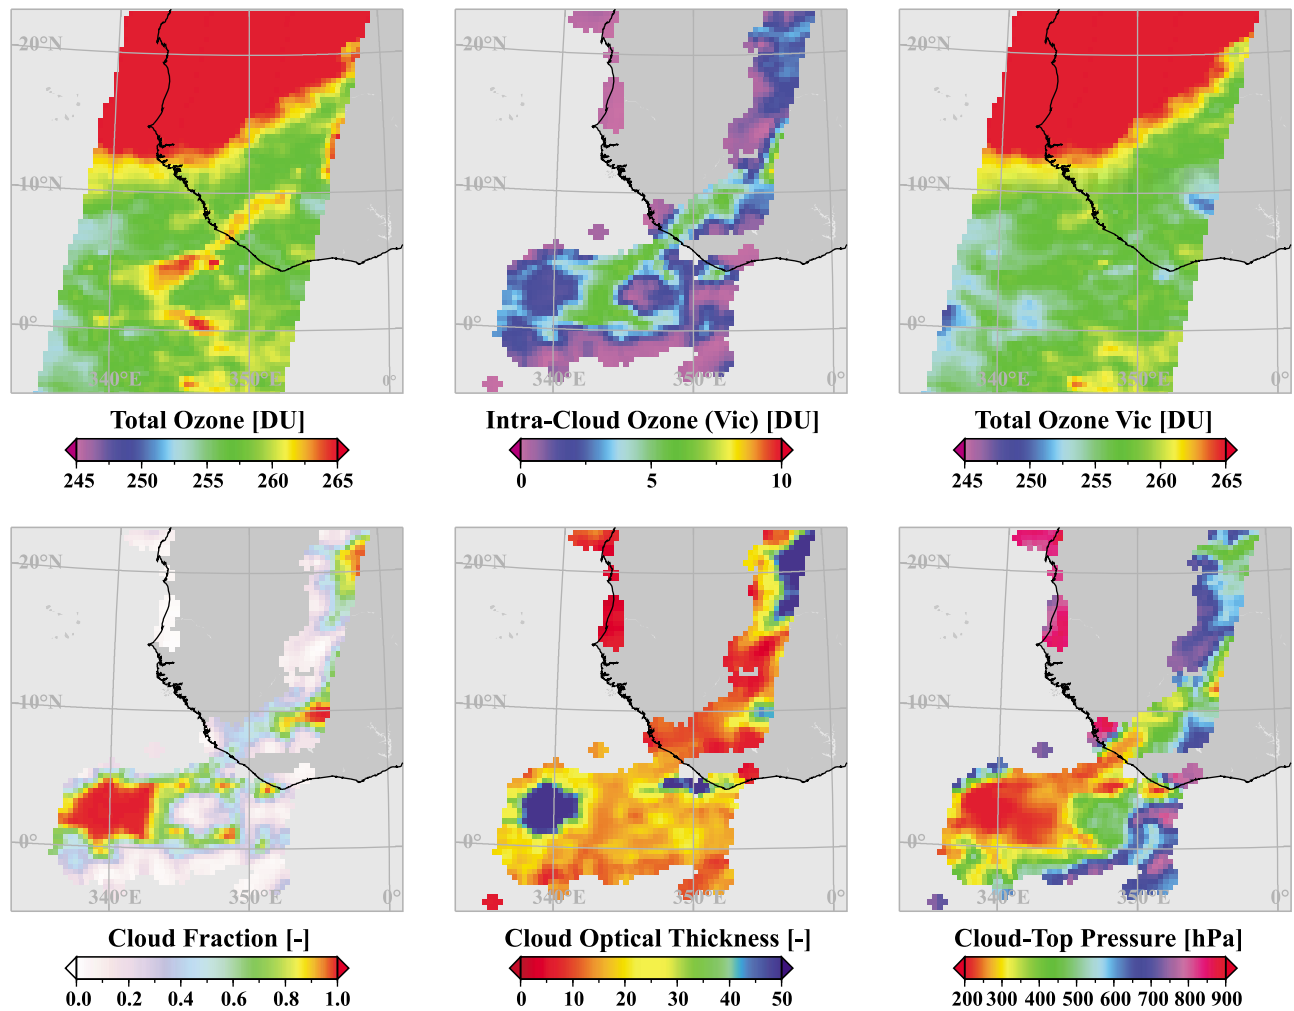 20°N 20°N 20°N
10°N 10°N 10°N
0° 0° 0°
340°E 350°E 0° 340°E 350°E 0° 340°E 350°E 0°
Total Ozone [DU] Intra-Cloud Ozone (Vic) [DU] Total Ozone Vic [DU]
245 250 255 260 265 0 5 10 245 250 255 260 265
20°N 20°N 20°N
10°N 10°N 10°N
0° 0° 0°
340°E 350°E 0° 340°E 350°E 0° 340°E 350°E 0°
Cloud Fraction [-] Cloud Optical Thickness [-] Cloud-Top Pressure [hPa]
0.0 0.2 0.4 0.6 0.8 1.0 0 10 20 30 40 50 200 300 400 500 600 700 800 900